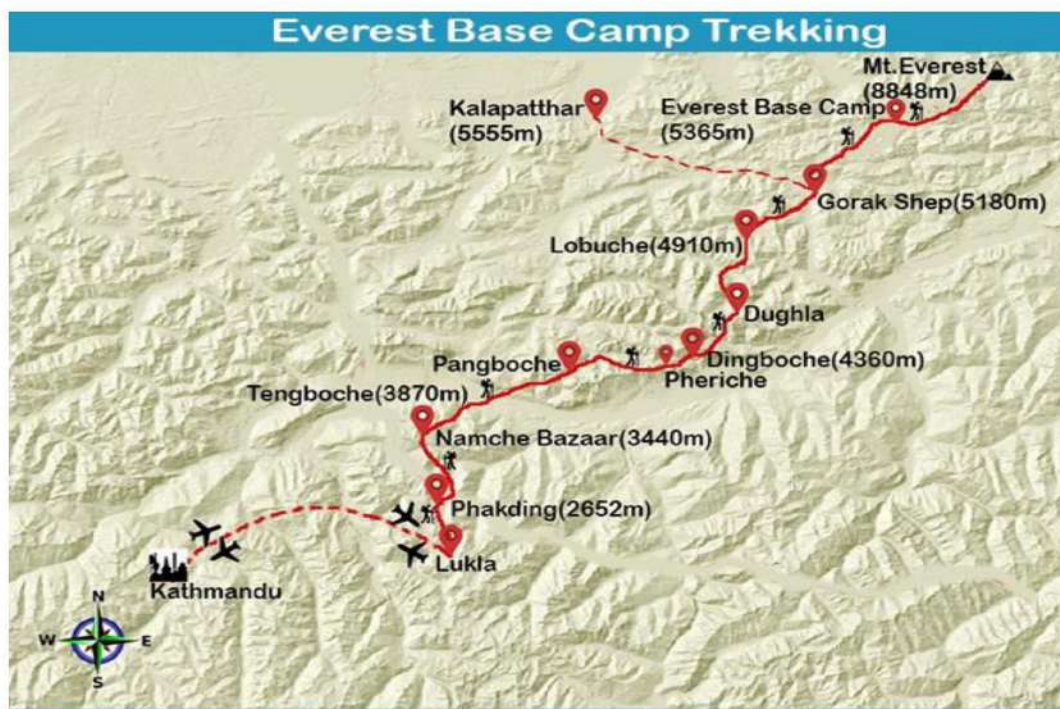 Everest Base Camp Trekking
Mt.Everest
(8848m)
Kalapatthar
(5555m)
Everest Base Camp
(5365m)
Gorak Shep(5180m)
Lobuche(4910m)
Dughla
Dingboche(4360m)
Pheriche
Pangboche
Tengboche(3870m)
Namche Bazaar(3440m)
Phakding(2652m)
Lukla
Kathmandu
N
W
E
S